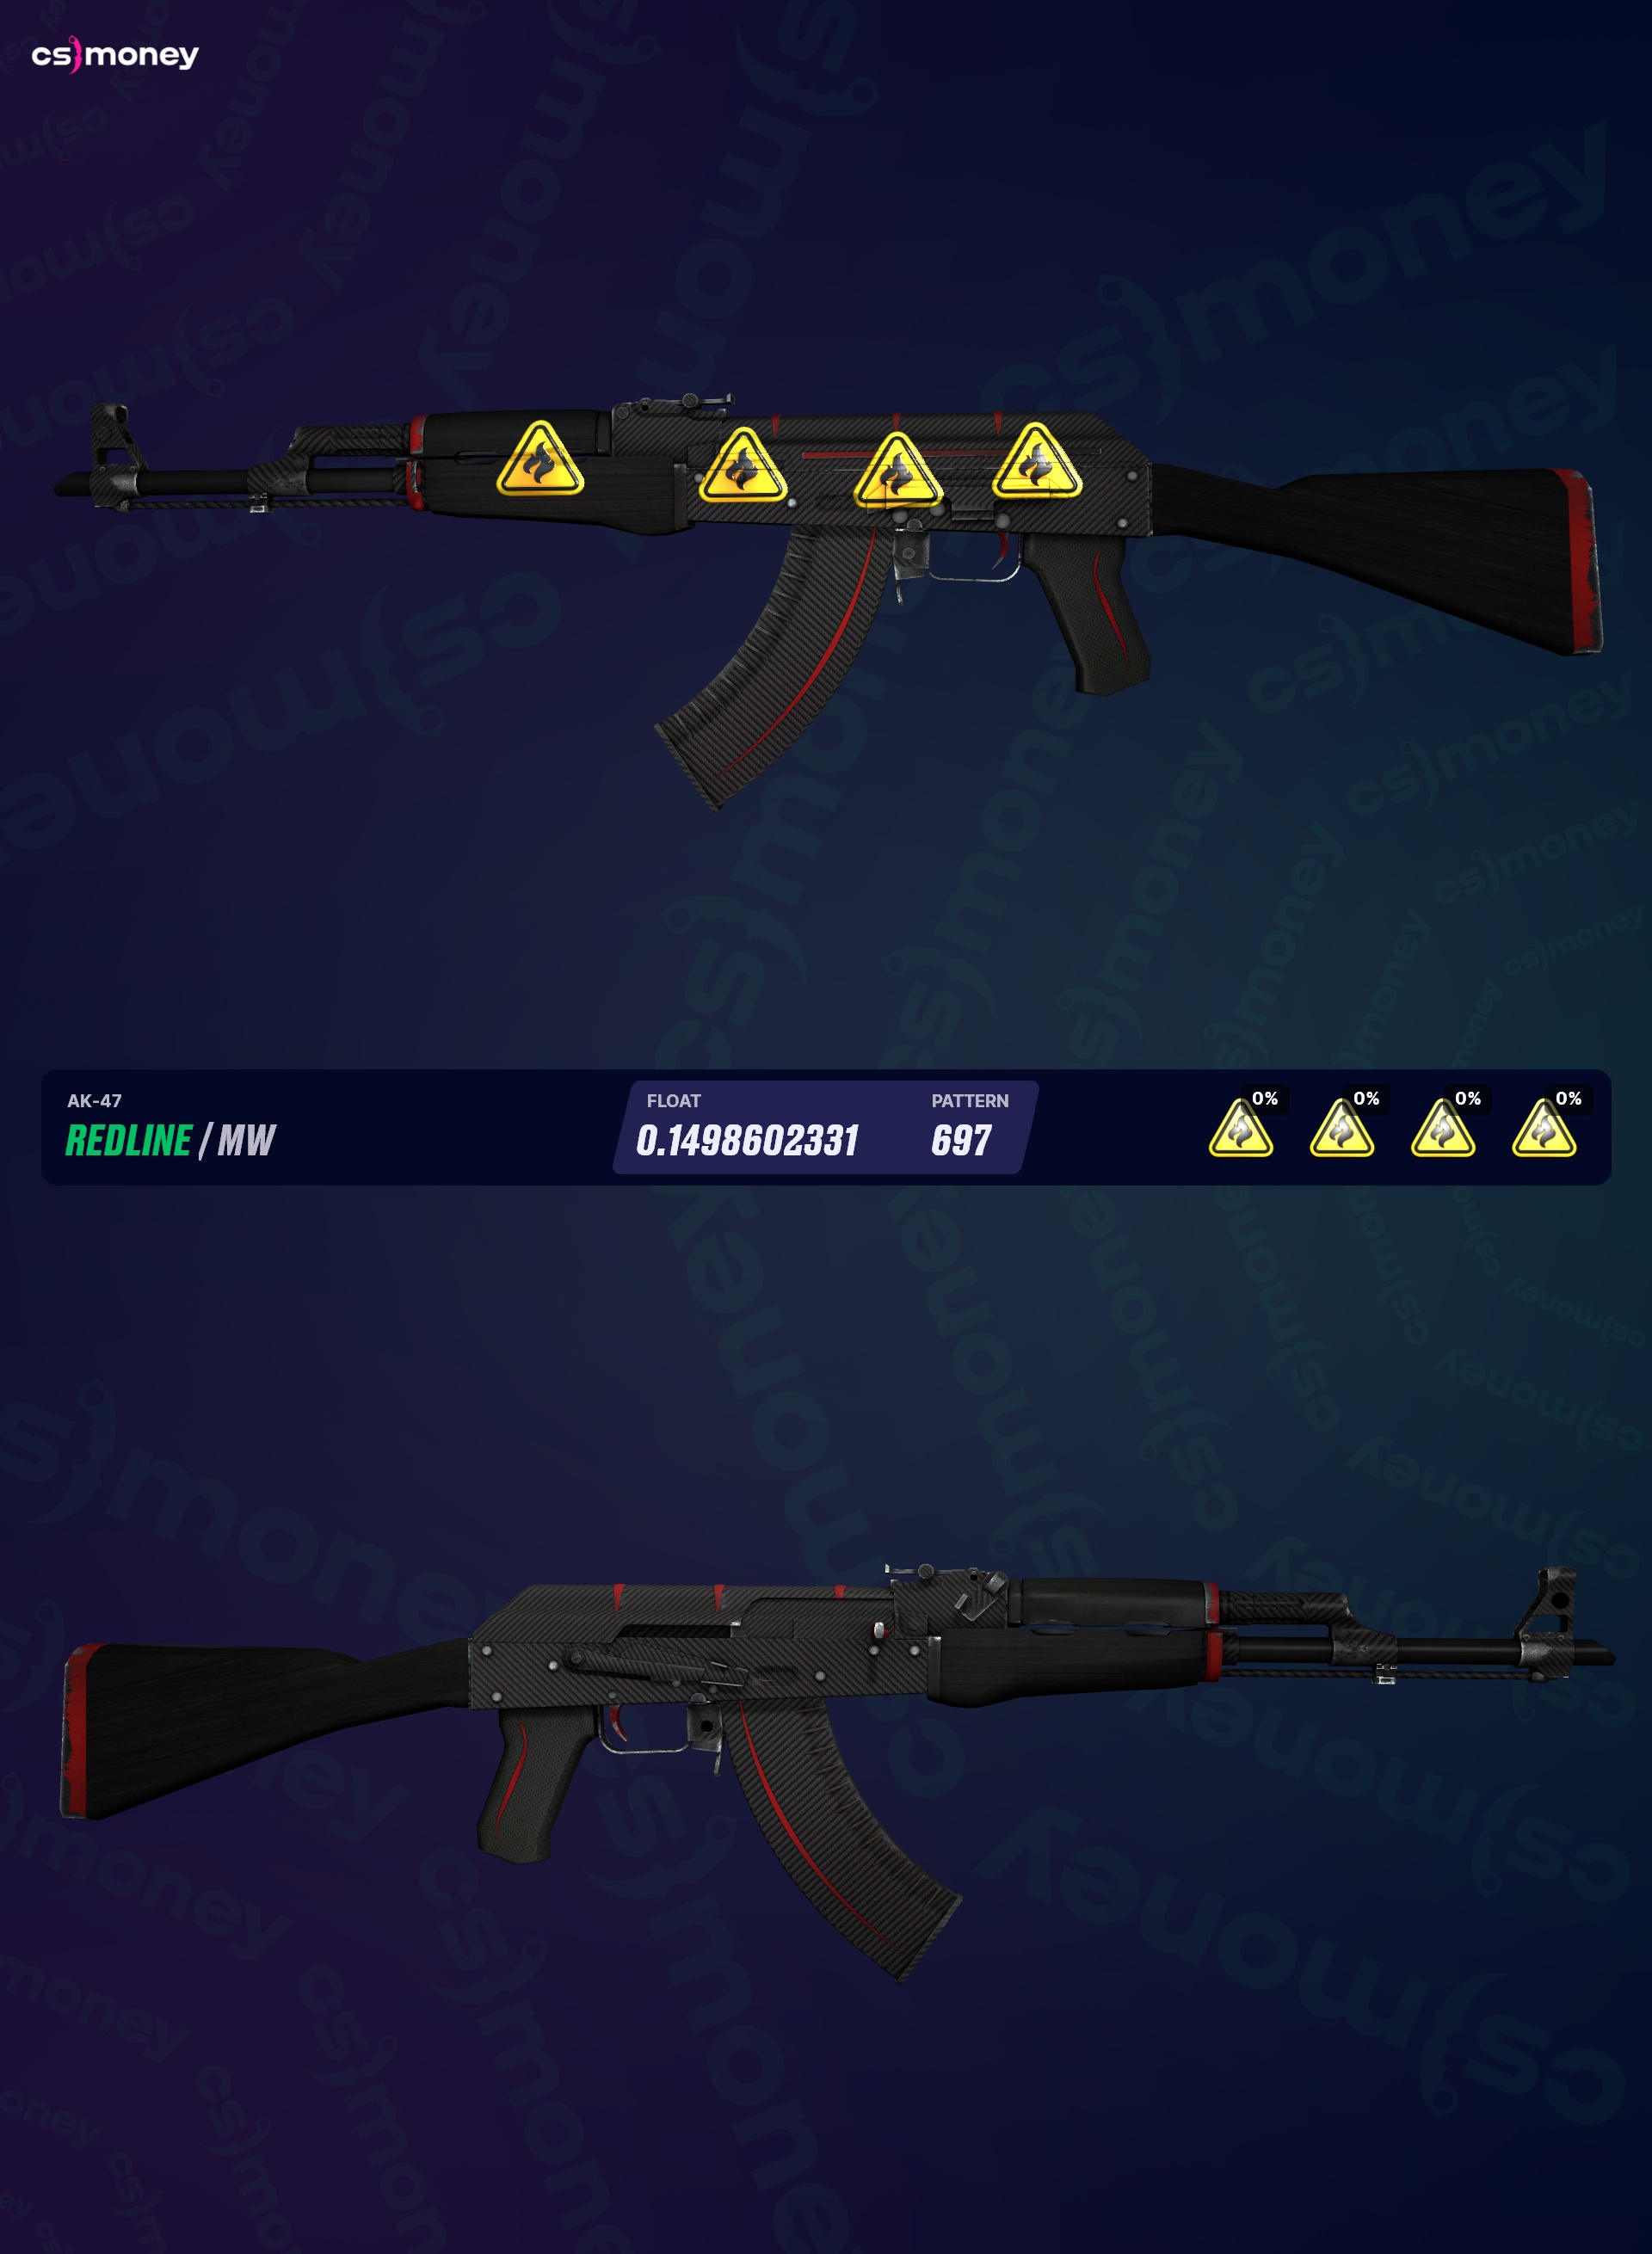 cs}money
AK-47
REDLINE / MW
FLOAT
0.1498602331
PATTERN
697
0%
0%
0%
0%